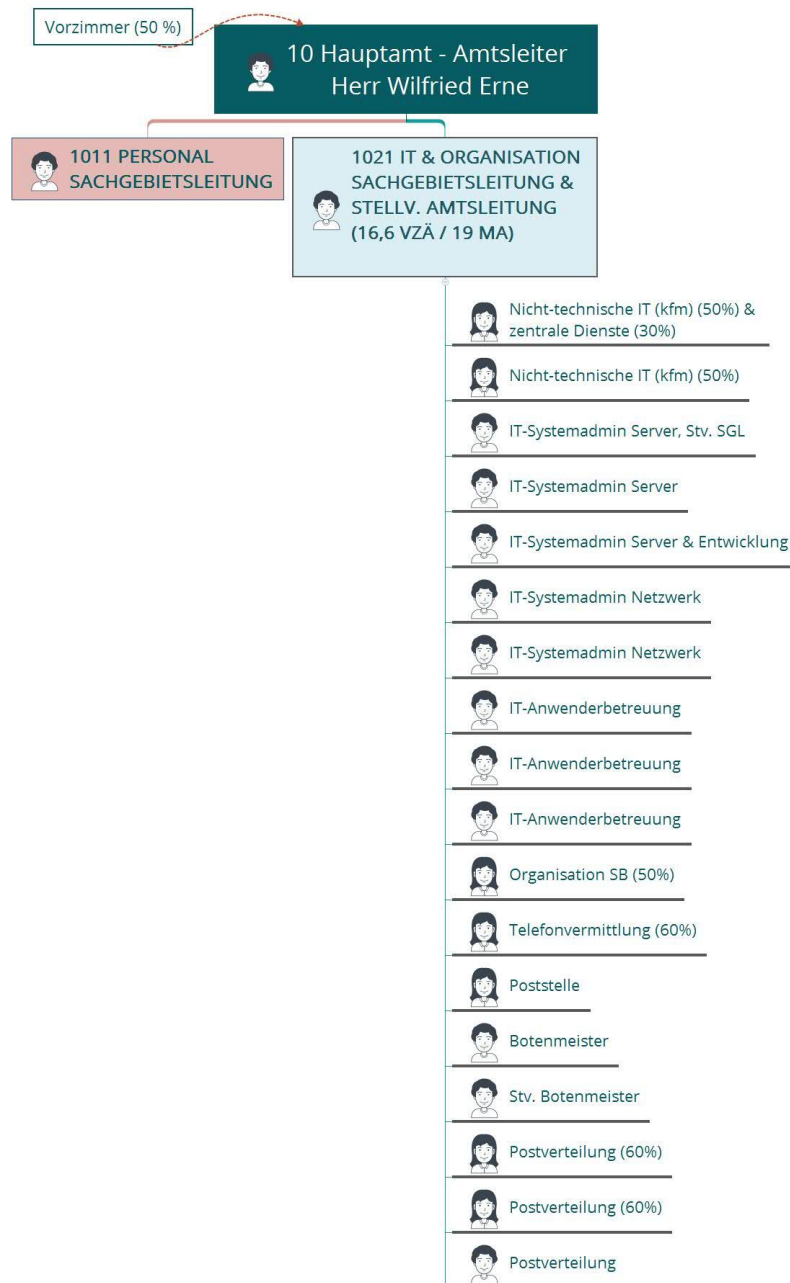 Vorzimmer (50 %)
10 Hauptamt - Amtsleiter
Herr Wilfried Erne
1011 PERSONAL
SACHGEBIETSLEITUNG
1021 IT & ORGANISATION
SACHGEBIETSLEITUNG &
STELLV. AMTSLEITUNG
(16,6 VZÄ / 19 MA)
Nicht-technische IT (kfm) (50%) &
zentrale Dienste (30%)
Nicht-technische IT (kfm) (50%)
IT-Systemadmin Server, Stv. SGL
IT-Systemadmin Server
IT-Systemadmin Server & Entwicklung
IT-Systemadmin Netzwerk
IT-Systemadmin Netzwerk
IT-Anwenderbetreuung
IT-Anwenderbetreuung
IT-Anwenderbetreuung
Organisation SB (50%)
Telefonvermittlung (60%)
Poststelle
Botenmeister
Stv. Botenmeister
Postverteilung (60%)
Postverteilung (60%)
Postverteilung